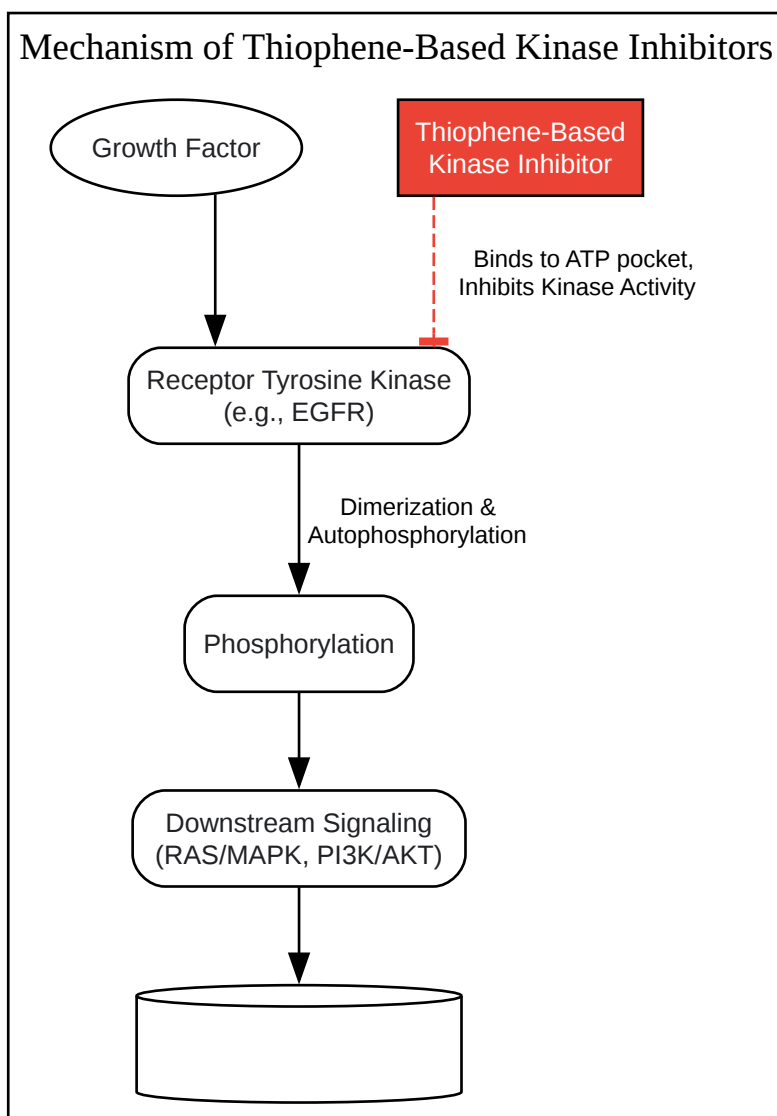 Mechanism of Thiophene-Based Kinase Inhibitors
Growth Factor
Thiophene-Based
Kinase Inhibitor
Binds to ATP pocket,
Inhibits Kinase Activity
Receptor Tyrosine Kinase
(e.g., EGFR)
Dimerization &
Autophosphorylation
Phosphorylation
Downstream Signaling
(RAS/MAPK, PI3K/AKT)